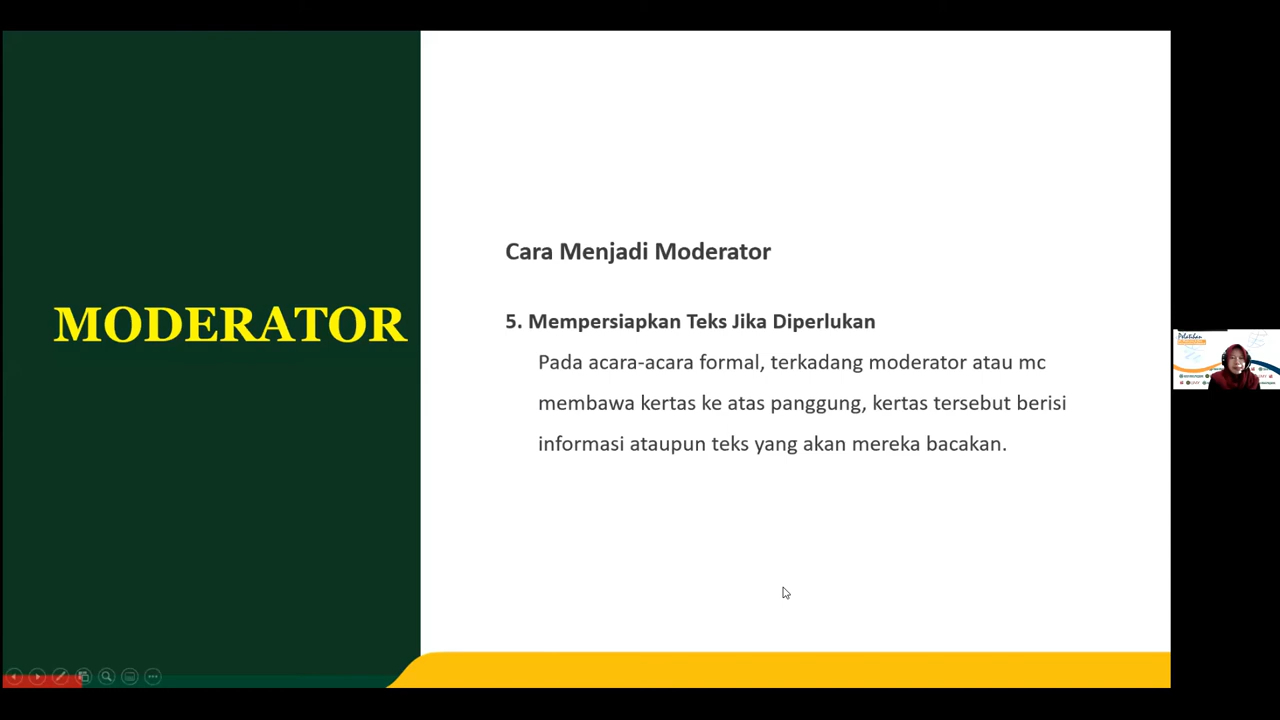 MODERATOR
Cara Menjadi Moderator
5. Mempersiapkan Teks Jika Diperlukan
Pada acara-acara formal, terkadang moderator atau mc
membawa kertas ke atas panggung, kertas tersebut berisi
informasi ataupun teks yang akan mereka bacakan.
Pelatihan